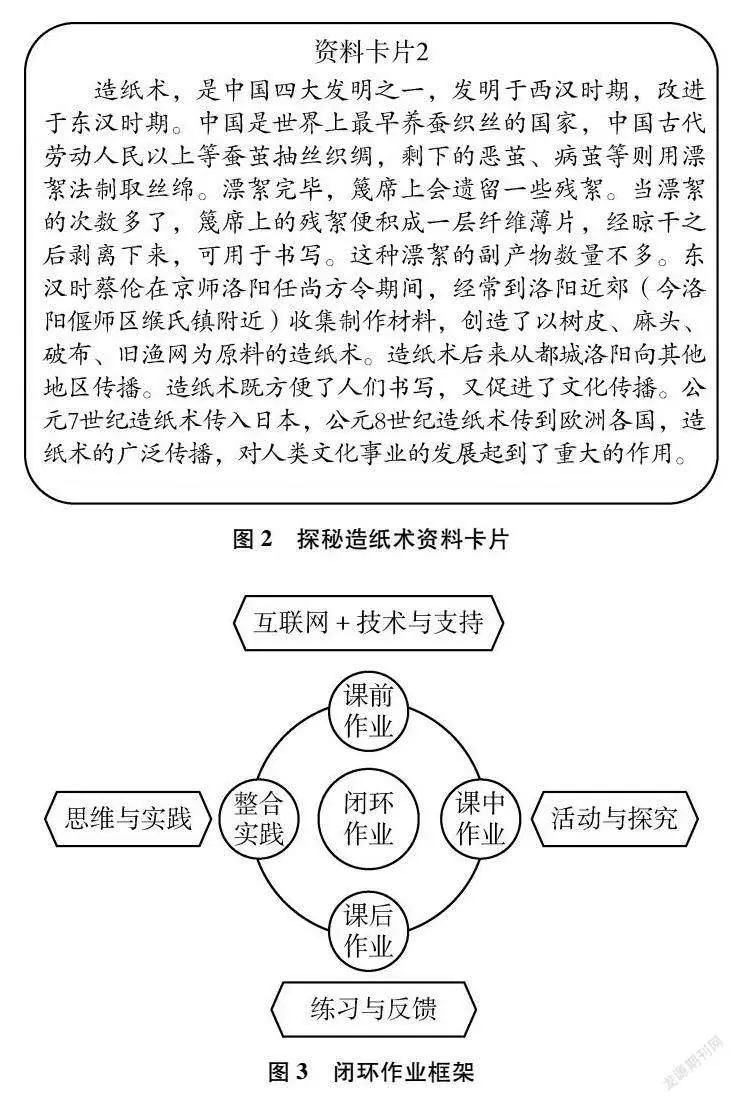 资料卡片2
造纸术，是中国四大发明之一，发明于西汉时期，改进
于东汉时期。中国是世界上最早养蚕织丝的国家，中国古代
劳动人民以上等蚕茧抽丝织绸，剩下的恶茧、病茧等则用漂
絮法制取丝绵。漂絮完毕，篾席上会遗留一些残絮。当漂絮
的次数多了，篾席上的残絮便积成一层纤维薄片，经晾干之
后剥离下来，可用于书写。这种漂絮的副产物数量不多。东
汉时蔡伦在京师洛阳任尚方令期间，经常到洛阳近郊（今洛
阳偃师区缑氏镇附近）收集制作材料，创造了以树皮、麻头、
破布、旧渔网为原料的造纸术。造纸术后来从都城洛阳向其他
地区传播。造纸术既方便了人们书写，又促进了文化传播。公
元7世纪造纸术传入日本，公元8世纪造纸术传到欧洲各国，造
纸术的广泛传播，对人类文化事业的发展起到了重大的作用。
图 2 探秘造纸术资料卡片
互联网+技术与支持
课前
作业
思维与实践
整合
实践
闭环
作业
课中
作业
活动与探究
课后
作业
练习与反馈
图 3 闭环作业框架
龙源期刊网